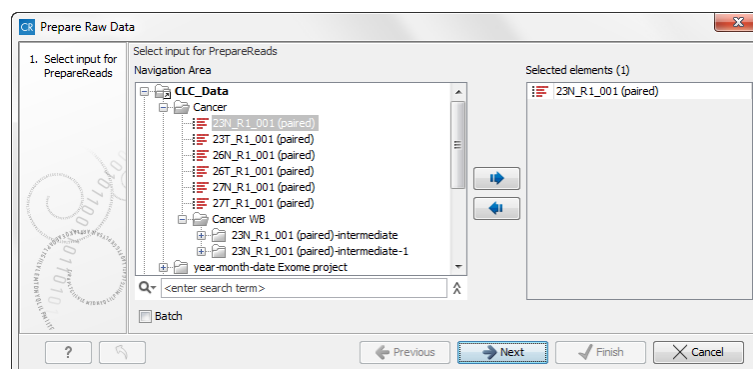 CR Prepare Raw Data
1. Select input for
PrepareReads
Select input for PrepareReads
Navigation Area
CLC_Data
Cancer
23N_R1_001 (paired)
23T_R1_001 (paired)
26N_R1_001 (paired)
26T_R1_001 (paired)
27N_R1_001 (paired)
27T_R1_001 (paired)
Cancer WB
23N_R1_001 (paired)-intermediate
23N_R1_001 (paired)-intermediate-1
year-month-date Exome project
<enter search term>
Batch
Selected elements (1)
23N_R1_001 (paired)
?
Previous
Next
Finish
Cancel